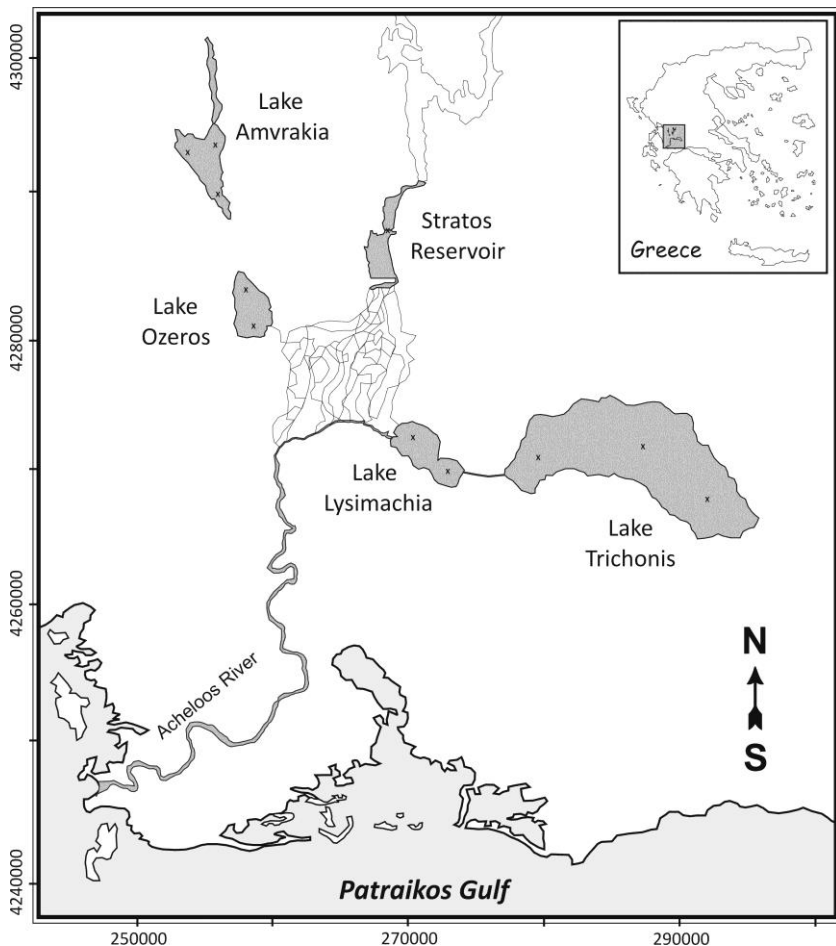 4300000
4280000
4260000
4240000
Lake
Amvrakia
Stratos
Reservoir
Greece
Lake
Ozeros
Lake
Lysimachia
Lake
Trichonis
Acheloos River
N
S
Patraikos Gulf
250000
270000
290000